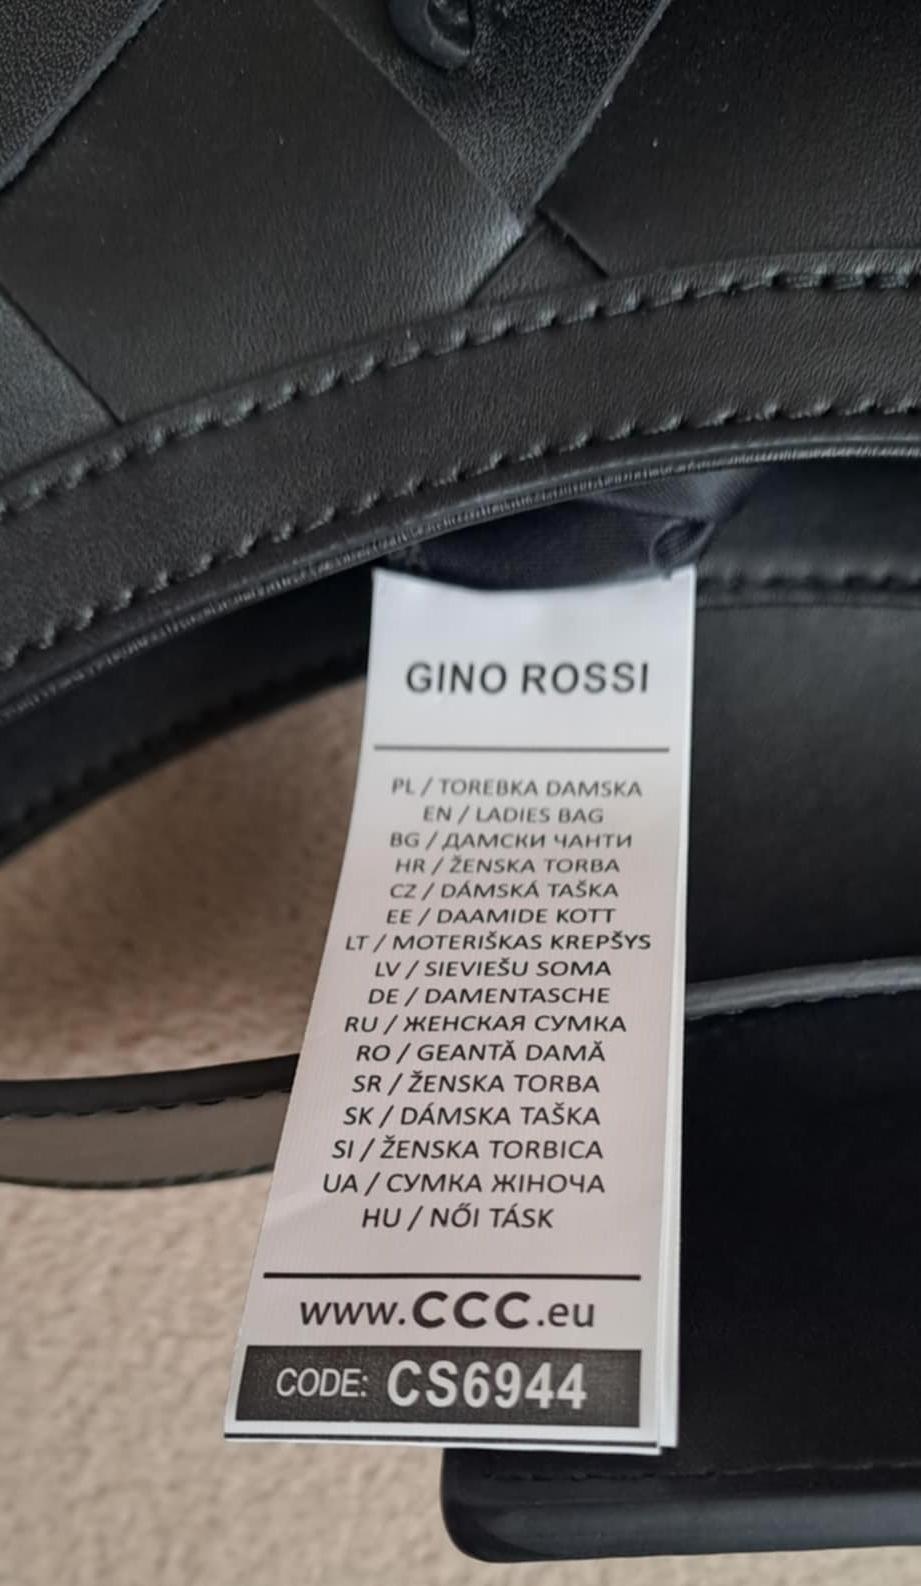 GINO ROSSI
PL / TOREBKA DAMSKA
EN / LADIES BAG
BG / ДАМСКИ ЧАНТИ
HR / ŽENSKA TORBA
CZ / DÁMSKÁ TAŠKA
EE / DAAMIDE KOTT
LT / MOTERIŠKAS KREPŠYS
LV / SIEVIEŠU SOMA
DE / DAMENTASCHE
RU / ЖЕНСКАЯ СУМКА
RO / GEANTĂ DAMĂ
SR / ŽENSKA TORBA
SK / DÁMSKA TAŠKA
SI / ŽENSKA TORBICA
UA / СУМКА ЖІНОЧА
HU / NŐI TÁSK
www.CCC.eu
CODE: CS6944